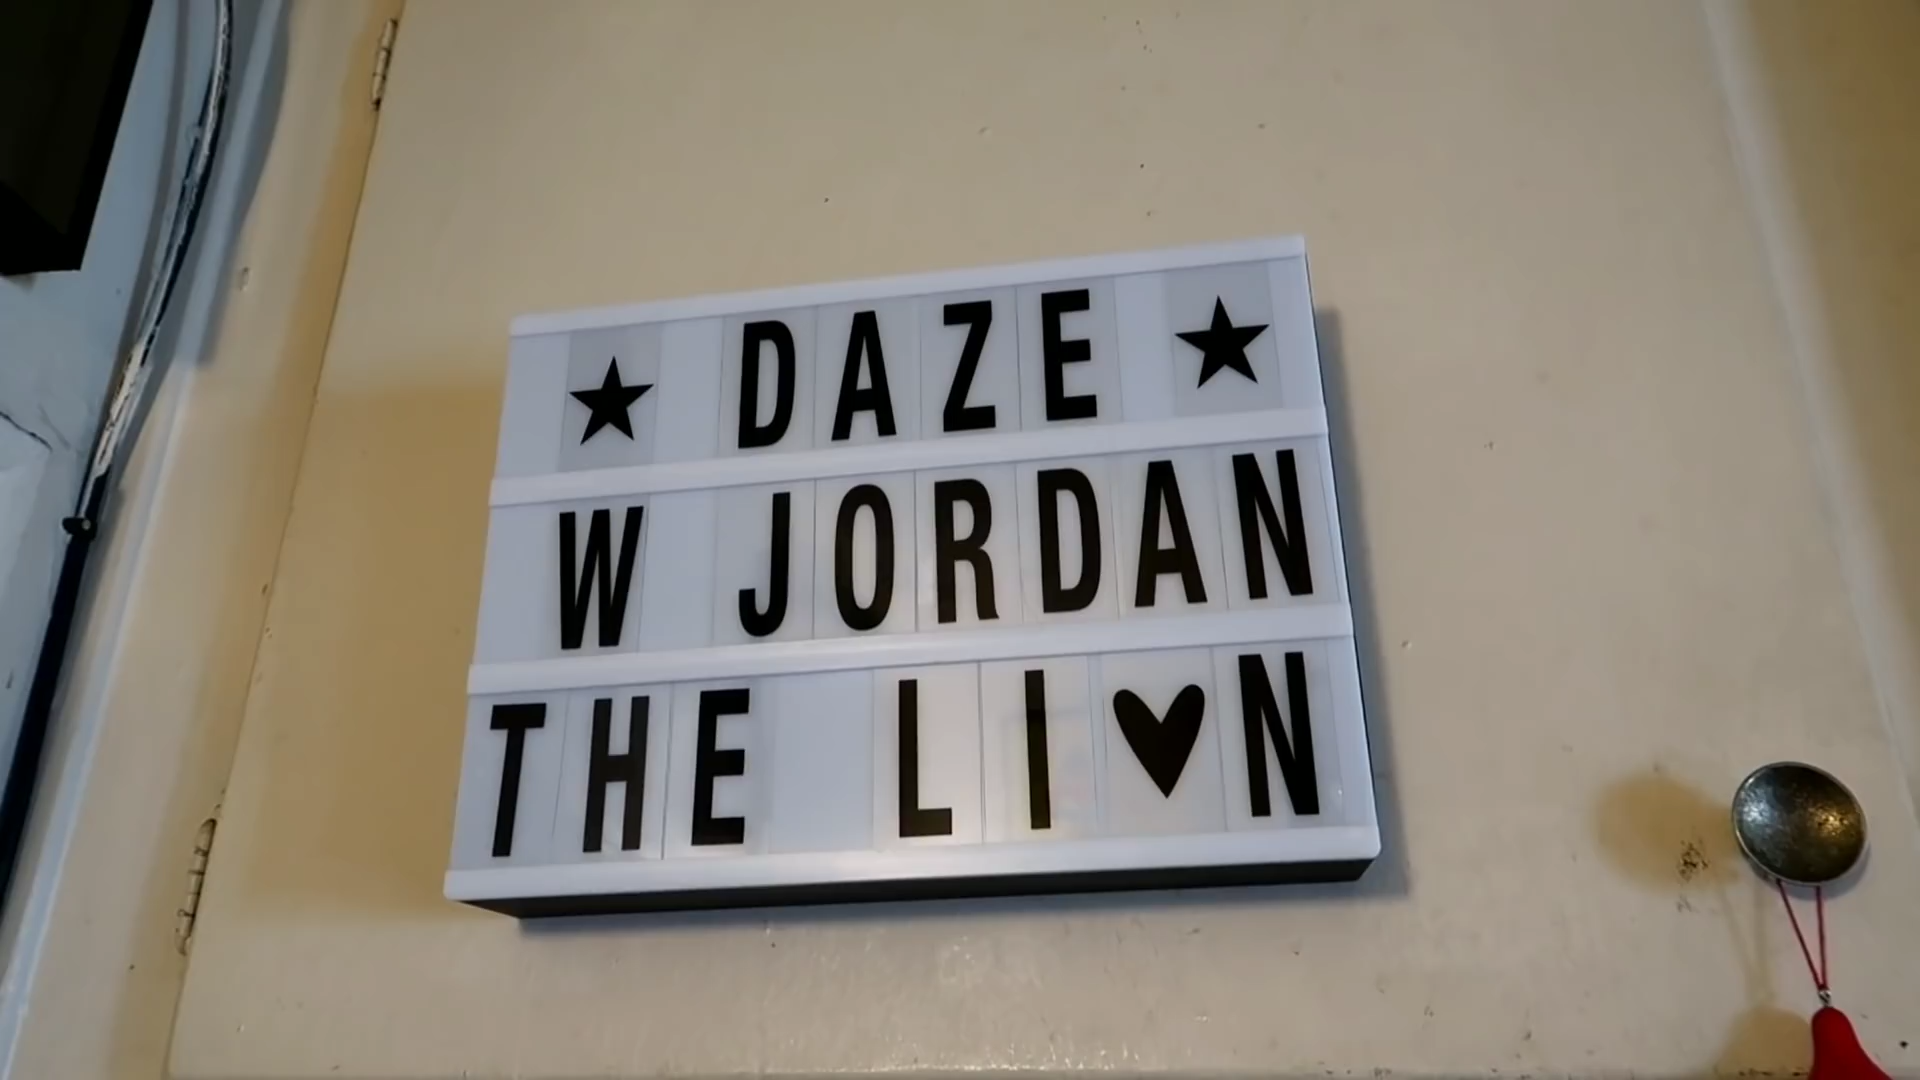 ★ DAZE ★
W JORDAN
THE LI♥N